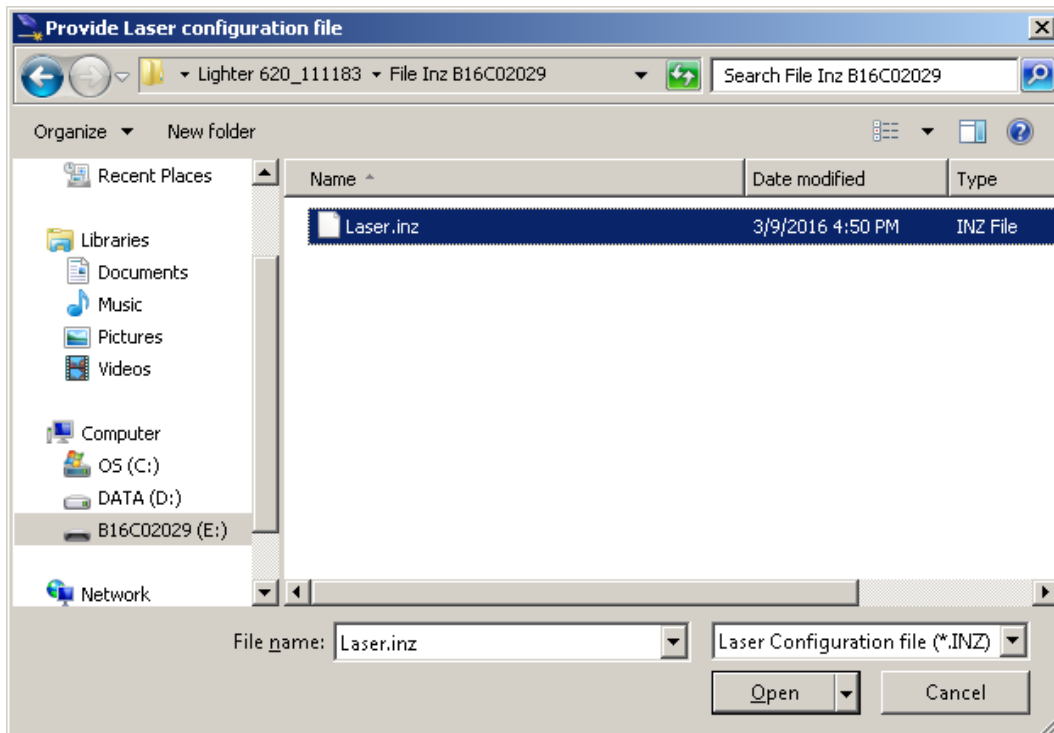 Provide Laser configuration file
Lighter 620_111183 File Inz B16C02029 Search File Inz B16C02029
Organize New folder
Name Date modified Type
Laser.inz 3/9/2016 4:50 PM INZ File
Recent Places
Libraries
Documents
Music
Pictures
Videos
Computer
OS (C:)
DATA (D:)
B16C02029 (E:)
Network
File name: Laser.inz Laser Configuration file (*.INZ)
Open Cancel